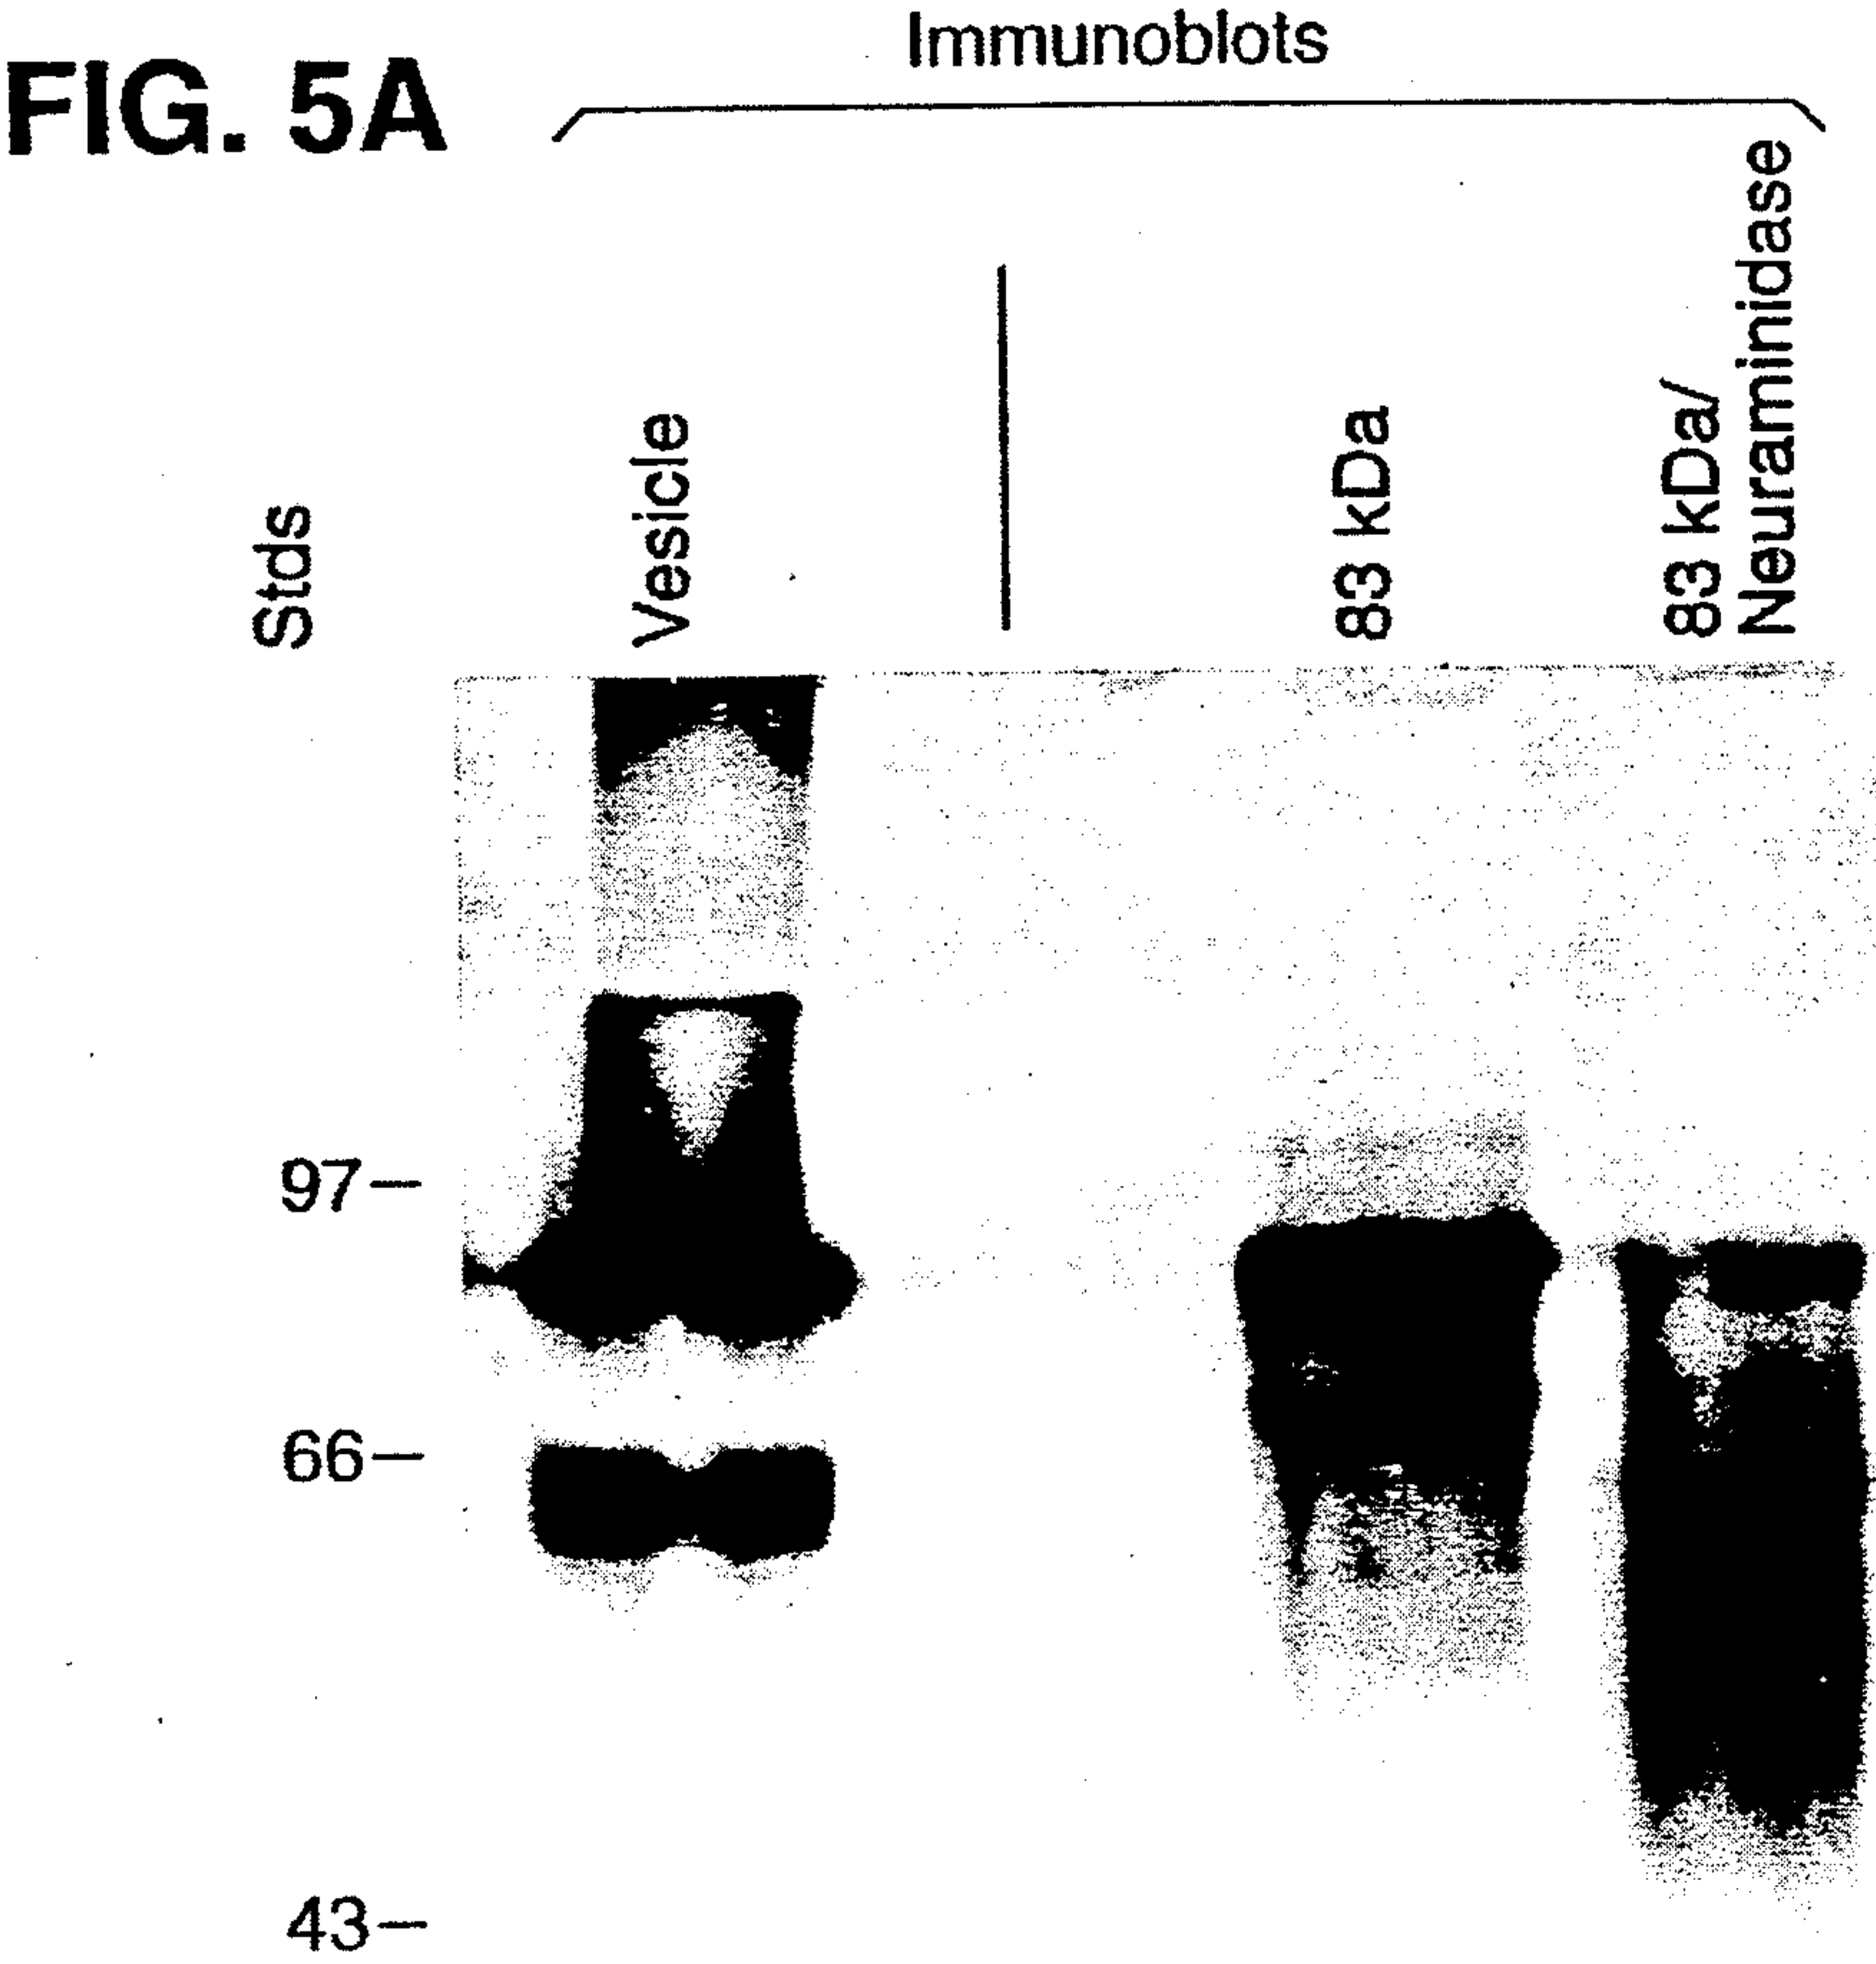 Immunoblots
FIG. 5A
Stds
Vesicle
83 kDa
83 kDa/
Neuraminidase
97–
66–
43–